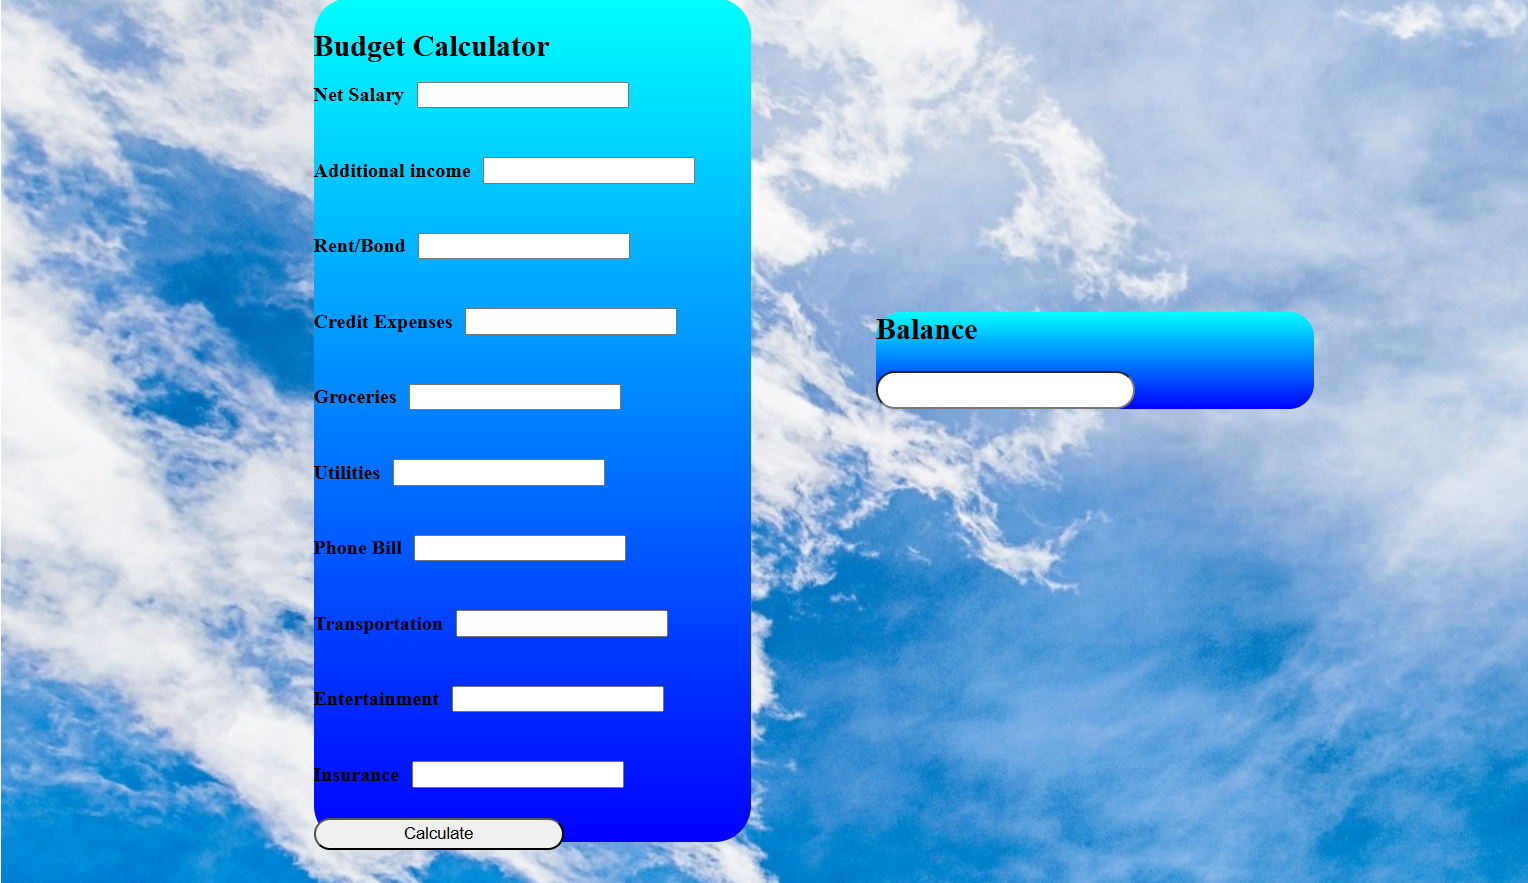 Budget Calculator
Net Salary
Additional income
Rent/Bond
Credit Expenses
Groceries
Utilities
Phone Bill
Transportation
Entertainment
Insurance
Calculate
Balance